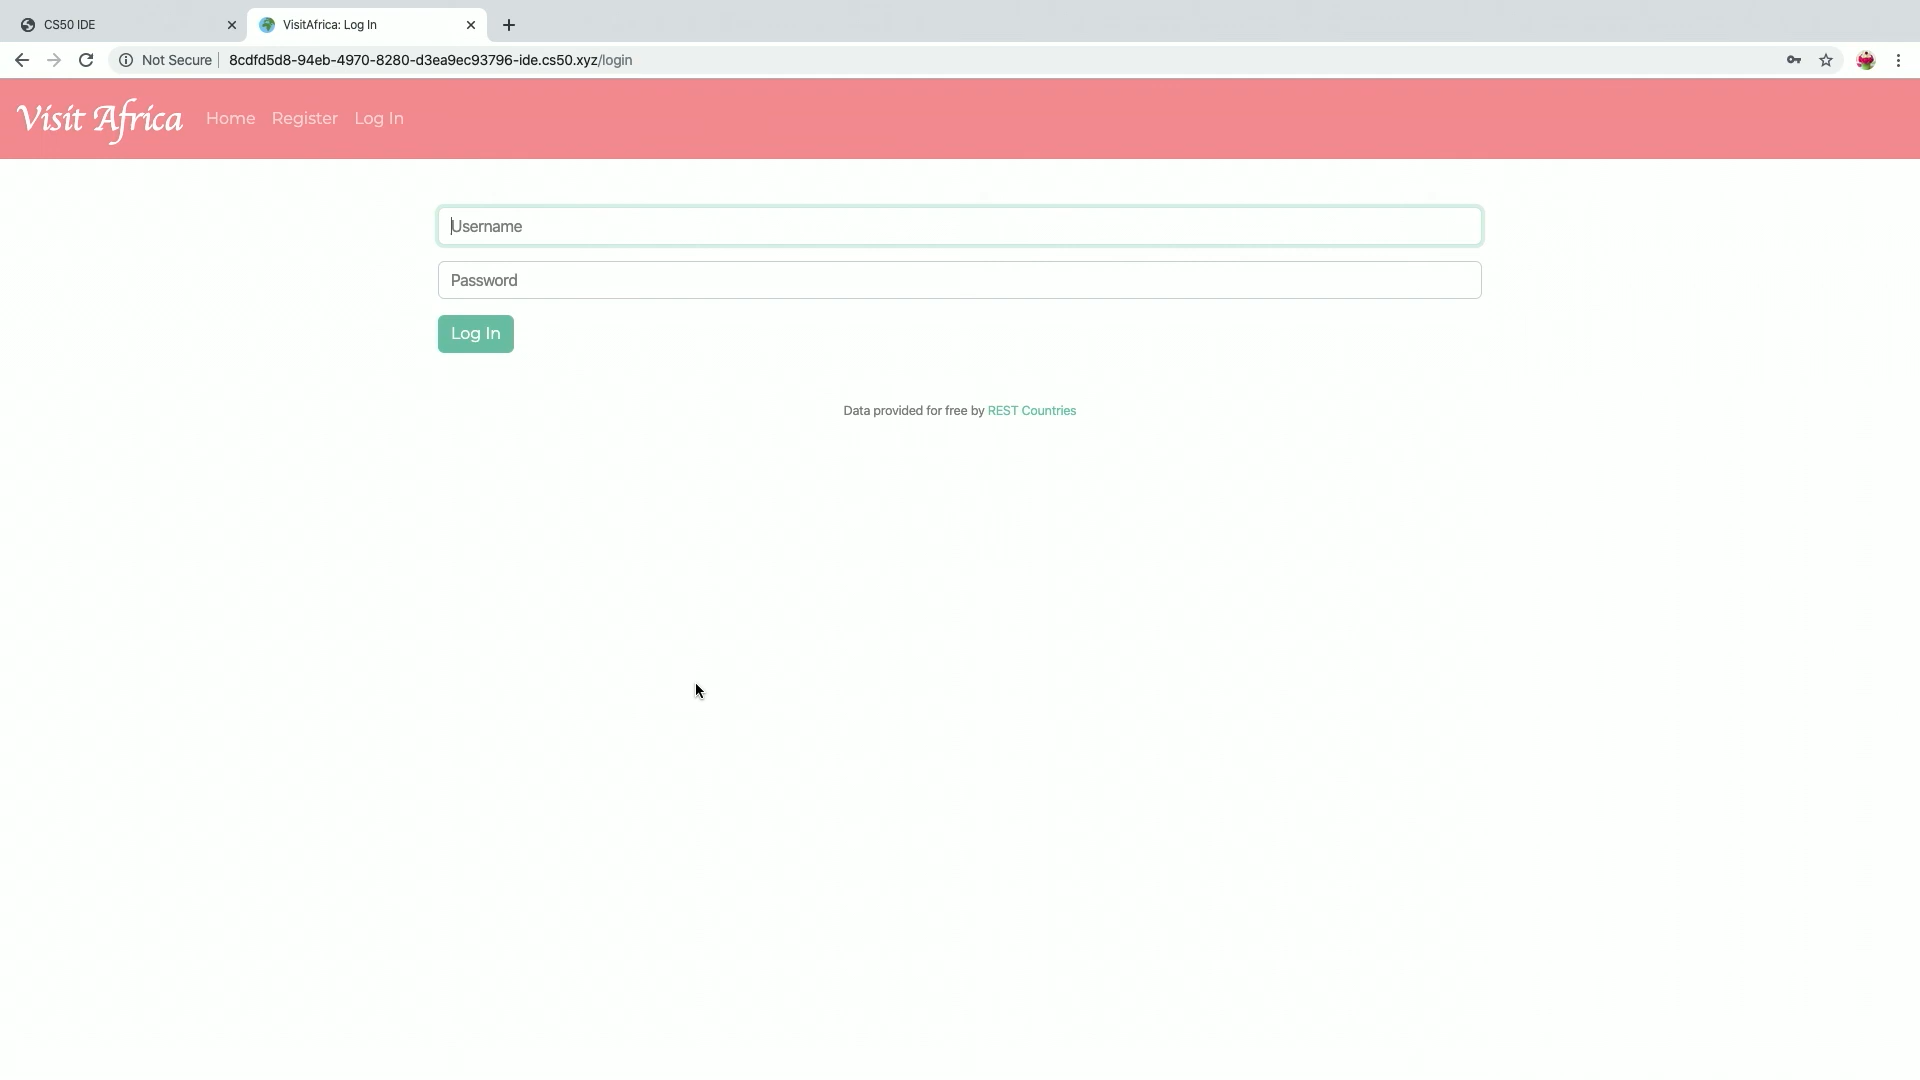 CS50 IDE
VisitAfrica: Log In
Not Secure
8cdfd5d8-94eb-4970-8280-d3ea9ec93796-ide.cs50.xyz/login
Visit Africa
Home
Register
Log In
Username
Password
Log In
Data provided for free by REST Countries